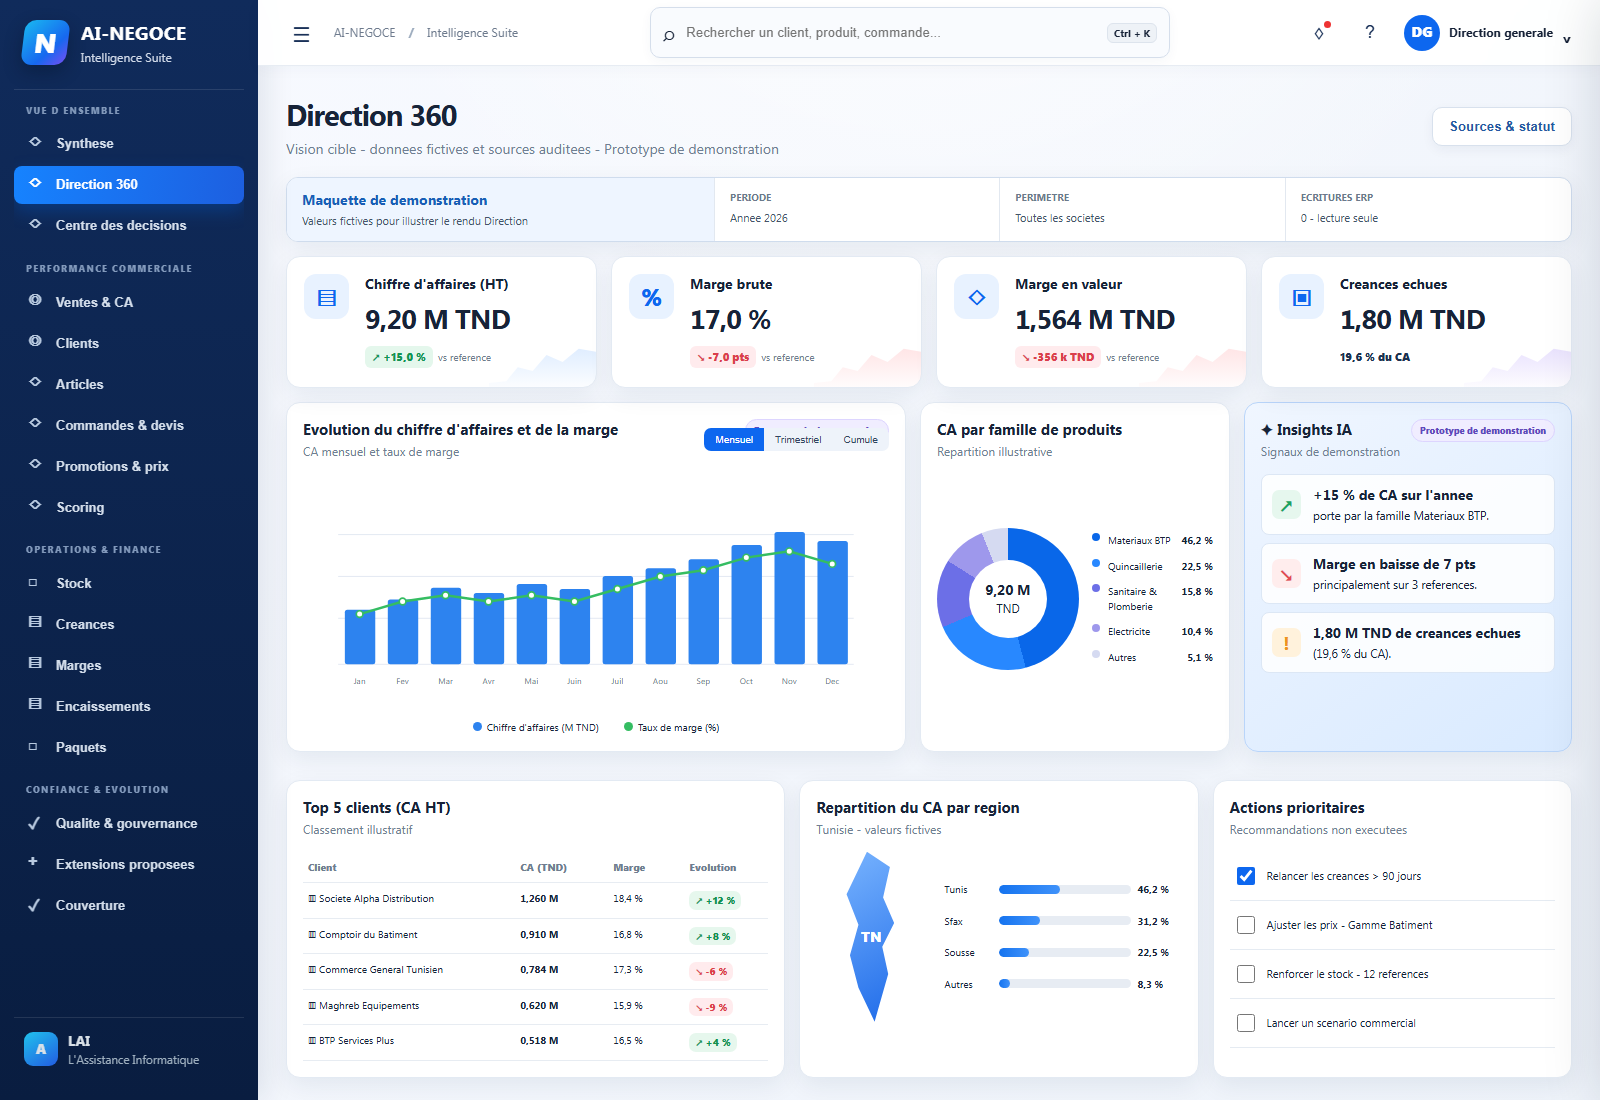 N
AI-NEGOCE
Intelligence Suite
VUE D ENSEMBLE
Synthese
Direction 360
Centre des decisions
PERFORMANCE COMMERCIALE
Ventes & CA
Clients
Articles
Commandes & devis
Promotions & prix
Scoring
OPERATIONS & FINANCE
Stock
Creances
Marges
Encaissements
Paquets
CONFIANCE & EVOLUTION
Qualite & gouvernance
Extensions proposees
Couverture
A
LAI
L'Assistance Informatique
AI-NEGOCE / Intelligence Suite
Rechercher un client, produit, commande... Ctrl + K
? DG Direction generale
Direction 360
Vision cible - donnees fictives et sources auditees - Prototype de demonstration
Sources & statut
Maquette de demonstration
Valeurs fictives pour illustrer le rendu Direction
PERIODE
Annee 2026
PERIMETRE
Toutes les societes
ECRITURES ERP
0 - lecture seule
Chiffre d'affaires (HT)
9,20 M TND
↗ +15,0 % vs reference
%
Marge brute
17,0 %
↘ -7,0 pts vs reference
Marge en valeur
1,564 M TND
↘ -356 k TND vs reference
Creances echues
1,80 M TND
19,6 % du CA
Evolution du chiffre d'affaires et de la marge
CA mensuel et taux de marge
Mensuel Trimestriel Cumule
Jan Fev Mar Avr Mai Juin Juil Aou Sep Oct Nov Dec
Chiffre d'affaires (M TND) Taux de marge (%)
CA par famille de produits
Repartition illustrative
9,20 M
TND
Materiaux BTP 46,2 %
Quincaillerie 22,5 %
Sanitaire & 15,8 %
Plomberie
Electricite 10,4 %
Autres 5,1 %
✦ Insights IA
Prototype de demonstration
Signaux de demonstration
↗ +15 % de CA sur l'annee
porte par la famille Materiaux BTP.
↘ Marge en baisse de 7 pts
principalement sur 3 references.
! 1,80 M TND de creances echues
(19,6 % du CA).
Top 5 clients (CA HT)
Classement illustratif
Client CA (TND) Marge Evolution
Societe Alpha Distribution 1,260 M 18,4 % ↗ +12 %
Comptoir du Batiment 0,910 M 16,8 % ↗ +8 %
Commerce General Tunisien 0,784 M 17,3 % ↘ -6 %
Maghreb Equipements 0,620 M 15,9 % ↘ -9 %
BTP Services Plus 0,518 M 16,5 % ↗ +4 %
Repartition du CA par region
Tunisie - valeurs fictives
TN
Tunis 46,2 %
Sfax 31,2 %
Sousse 22,5 %
Autres 8,3 %
Actions prioritaires
Recommandations non executees
Relancer les creances > 90 jours
Ajuster les prix - Gamme Batiment
Renforcer le stock - 12 references
Lancer un scenario commercial